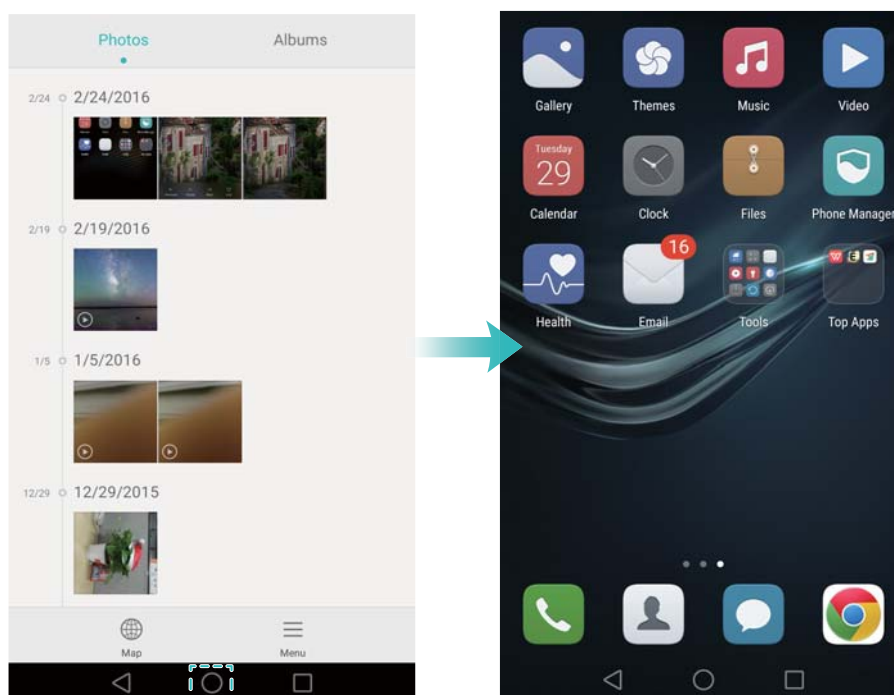 Photos Albums
2/24 2/24/2016
2/19 2/19/2016
1/5 1/5/2016
12/29 12/29/2015
Map Menu
Gallery Themes Music Video
Tuesday
29
Calendar Clock Files Phone Manager
16
Health Email Tools Top Apps